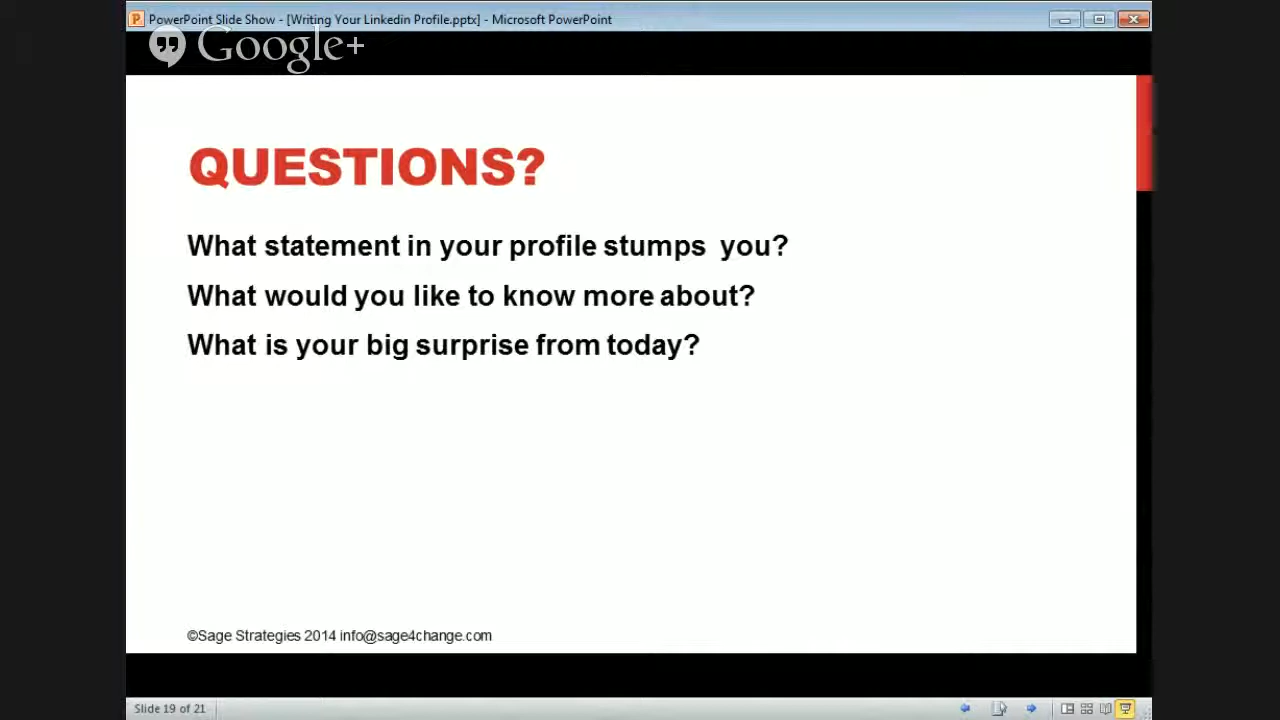 PowerPoint Slide Show - [Writing Your Linkedin Profile.pptx] - Microsoft PowerPoint
Google+
QUESTIONS?
What statement in your profile stumps  you?
What would you like to know more about?
What is your big surprise from today?
©Sage Strategies 2014 info@sage4change.com
Slide 19 of 21